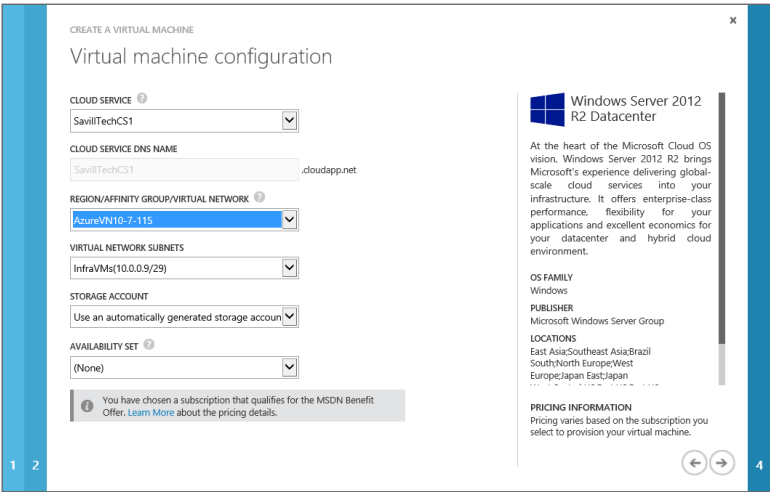 CREATE A VIRTUAL MACHINE
x
Virtual machine configuration
CLOUD SERVICE ?
SavillTechCS1
CLOUD SERVICE DNS NAME
SavillTechCS1 .cloudapp.net
REGION/AFFINITY GROUP/VIRTUAL NETWORK ?
AzureVN10-7-115
VIRTUAL NETWORK SUBNETS
InfraVMs(10.0.0.9/29)
STORAGE ACCOUNT
Use an automatically generated storage accoun
AVAILABILITY SET ?
(None)
i
You have chosen a subscription that qualifies for the MSDN Benefit
Offer. Learn More about the pricing details.
Windows Server 2012
R2 Datacenter
At the heart of the Microsoft Cloud OS
vision, Windows Server 2012 R2 brings
Microsoft's experience delivering global-
scale cloud services into your
infrastructure. It offers enterprise-class
performance, flexibility for your
applications and excellent economics for
your datacenter and hybrid cloud
environment.
OS FAMILY
Windows
PUBLISHER
Microsoft Windows Server Group
LOCATIONS
East Asia;Southeast Asia;Brazil
South;North Europe;West
Europe;Japan East;Japan
PRICING INFORMATION
Pricing varies based on the subscription you
select to provision your virtual machine.
1 2
4